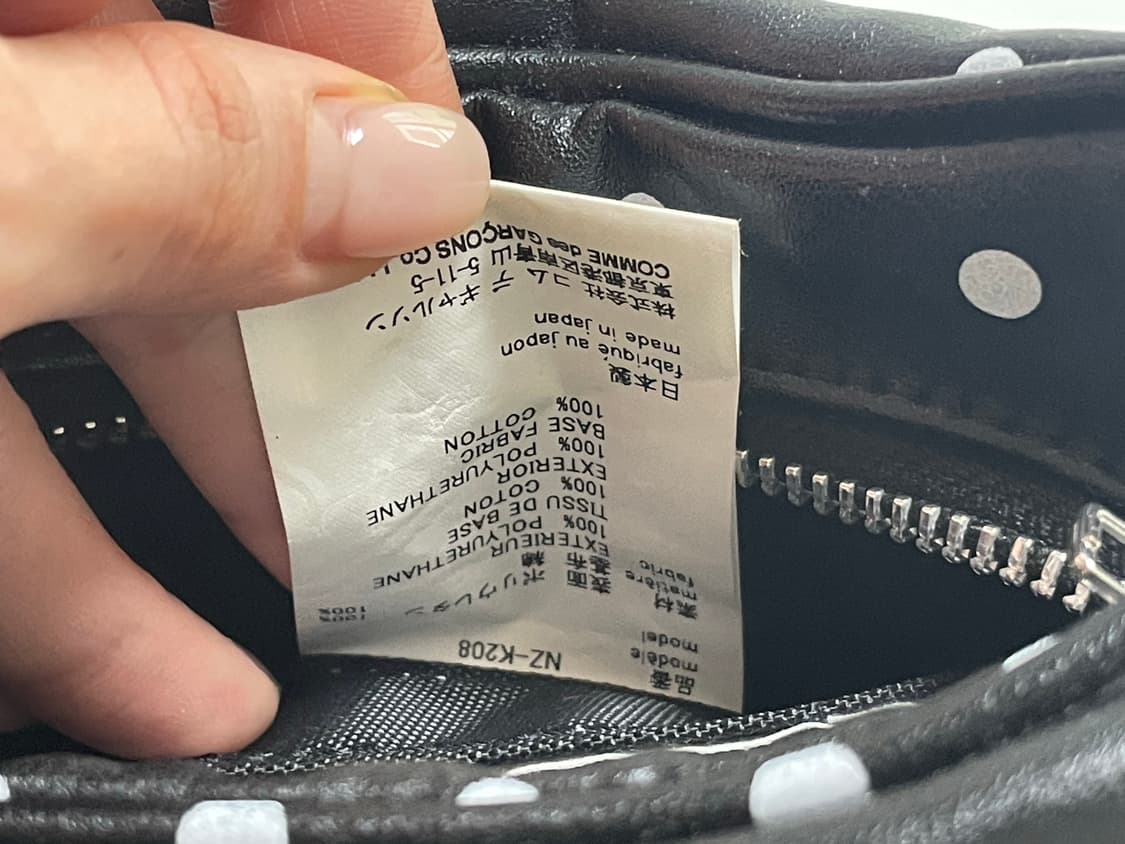 品番
modèle
model
NZ-K208
素材
matière
fabric
表面 ポリウレタン 100%
基布 綿 100%
EXTERIEUR POLYURETHANE
100%
TISSU DE BASE COTON
100%
EXTERIOR POLYURETHANE
100%
BASE FABRIC COTTON
100%
日本製
fabriqué au japon
made in japan
株式会社 コム デ ギャルソン
東京都港区南青山 5-11-5
COMME des GARÇONS Co.